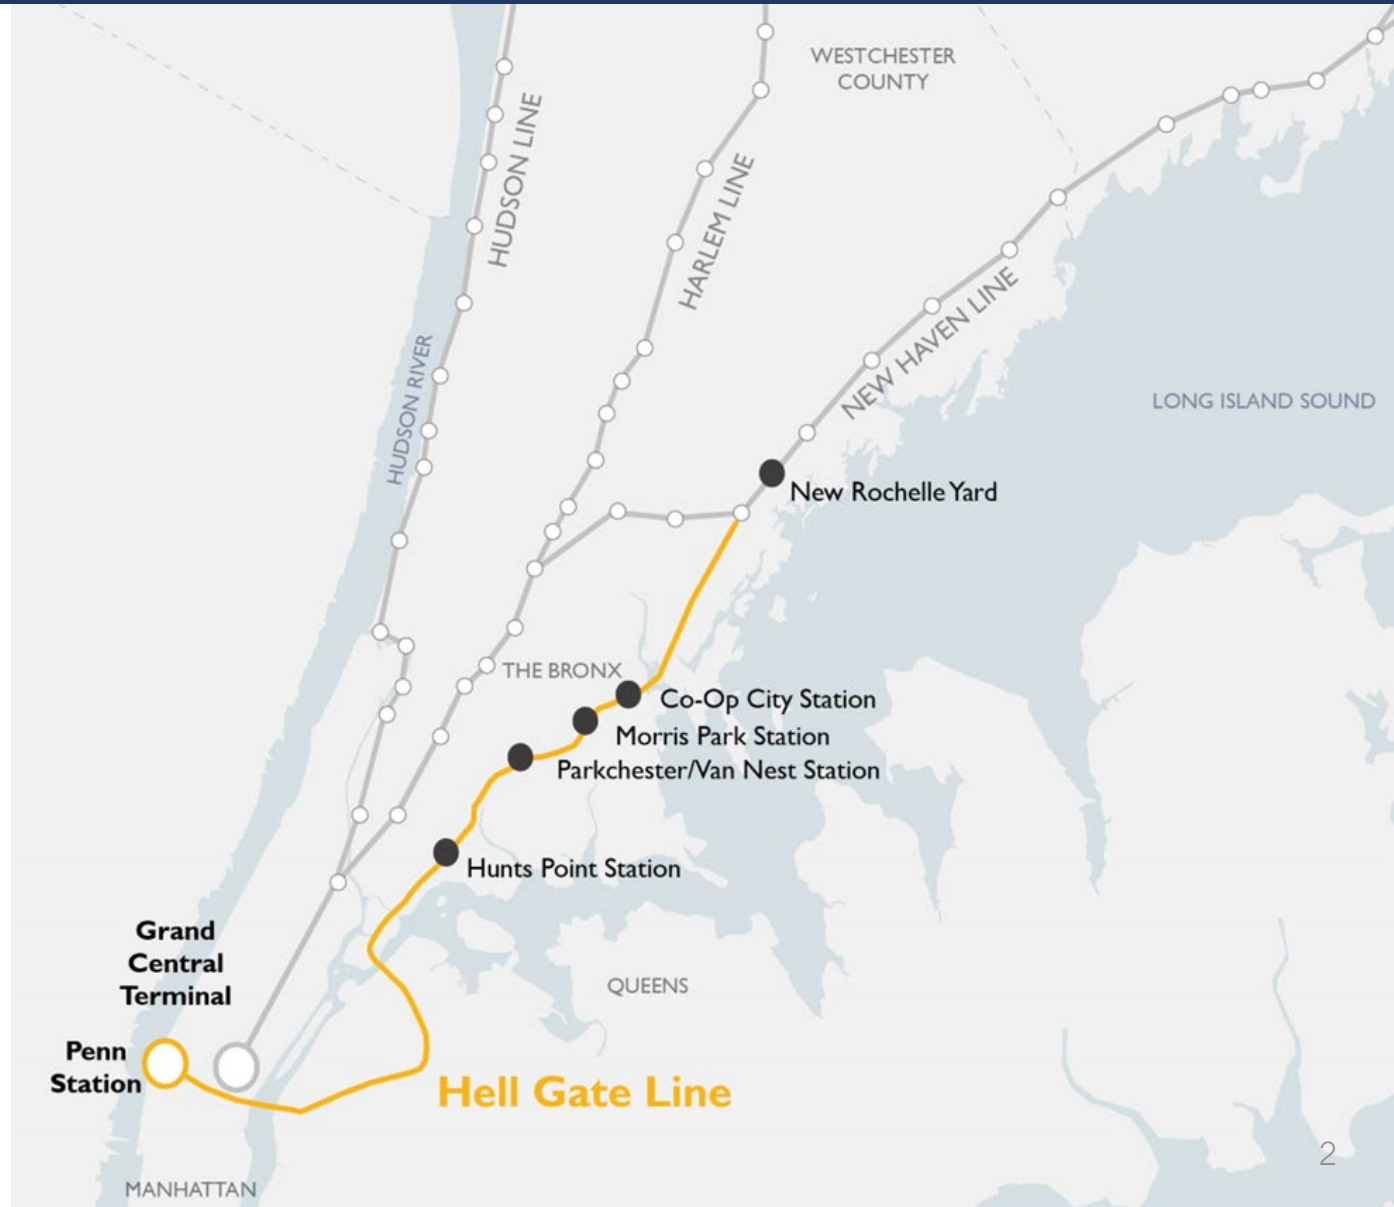 WESTCHESTER
COUNTY
HUDSON LINE
HARLEM LINE
NEW HAVEN LINE
HUDSON RIVER
LONG ISLAND SOUND
New Rochelle Yard
THE BRONX
Co-Op City Station
Morris Park Station
Parkchester/Van Nest Station
Hunts Point Station
Grand
Central
Terminal
QUEENS
Penn
Station
Hell Gate Line
2
MANHATTAN